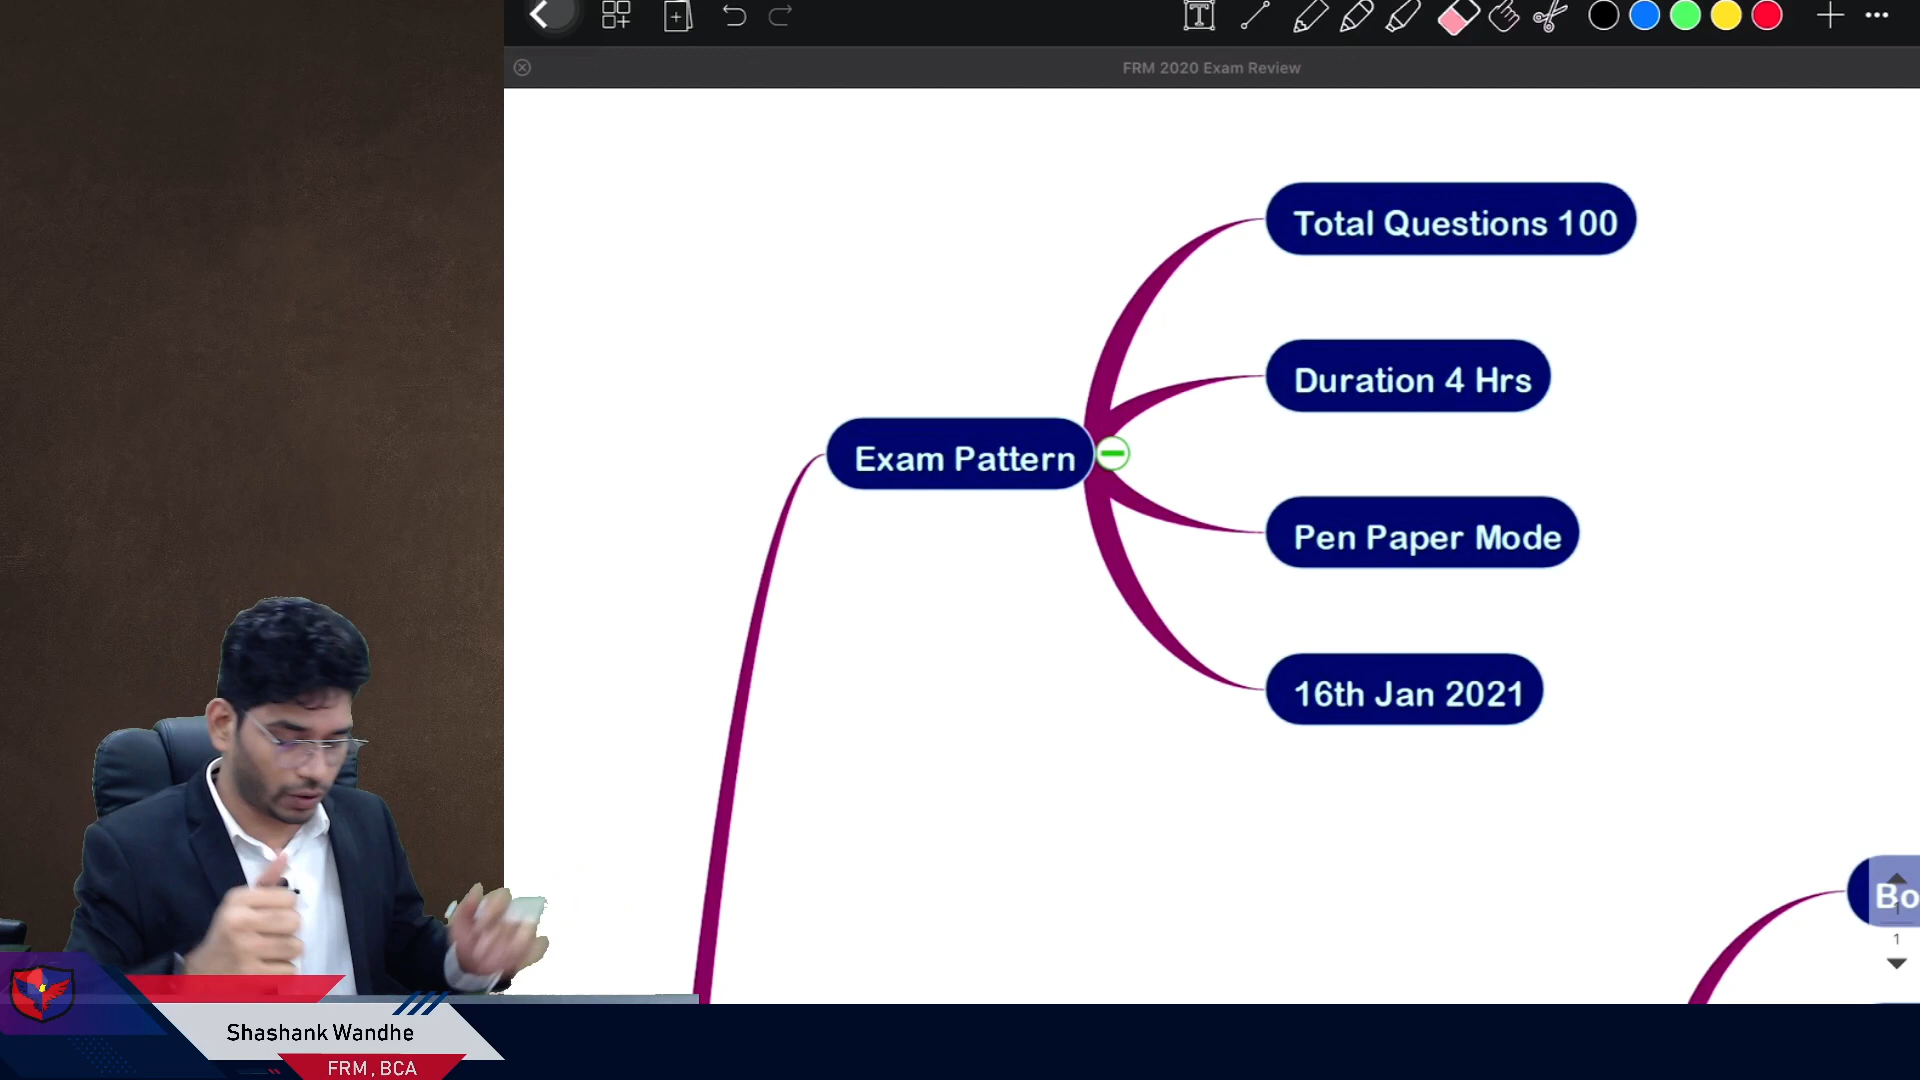 FRM 2020 Exam Review
Total Questions 100
Duration 4 Hrs
Exam Pattern
Pen Paper Mode
16th Jan 2021
Bo
1
Shashank Wandhe
FRM, BCA